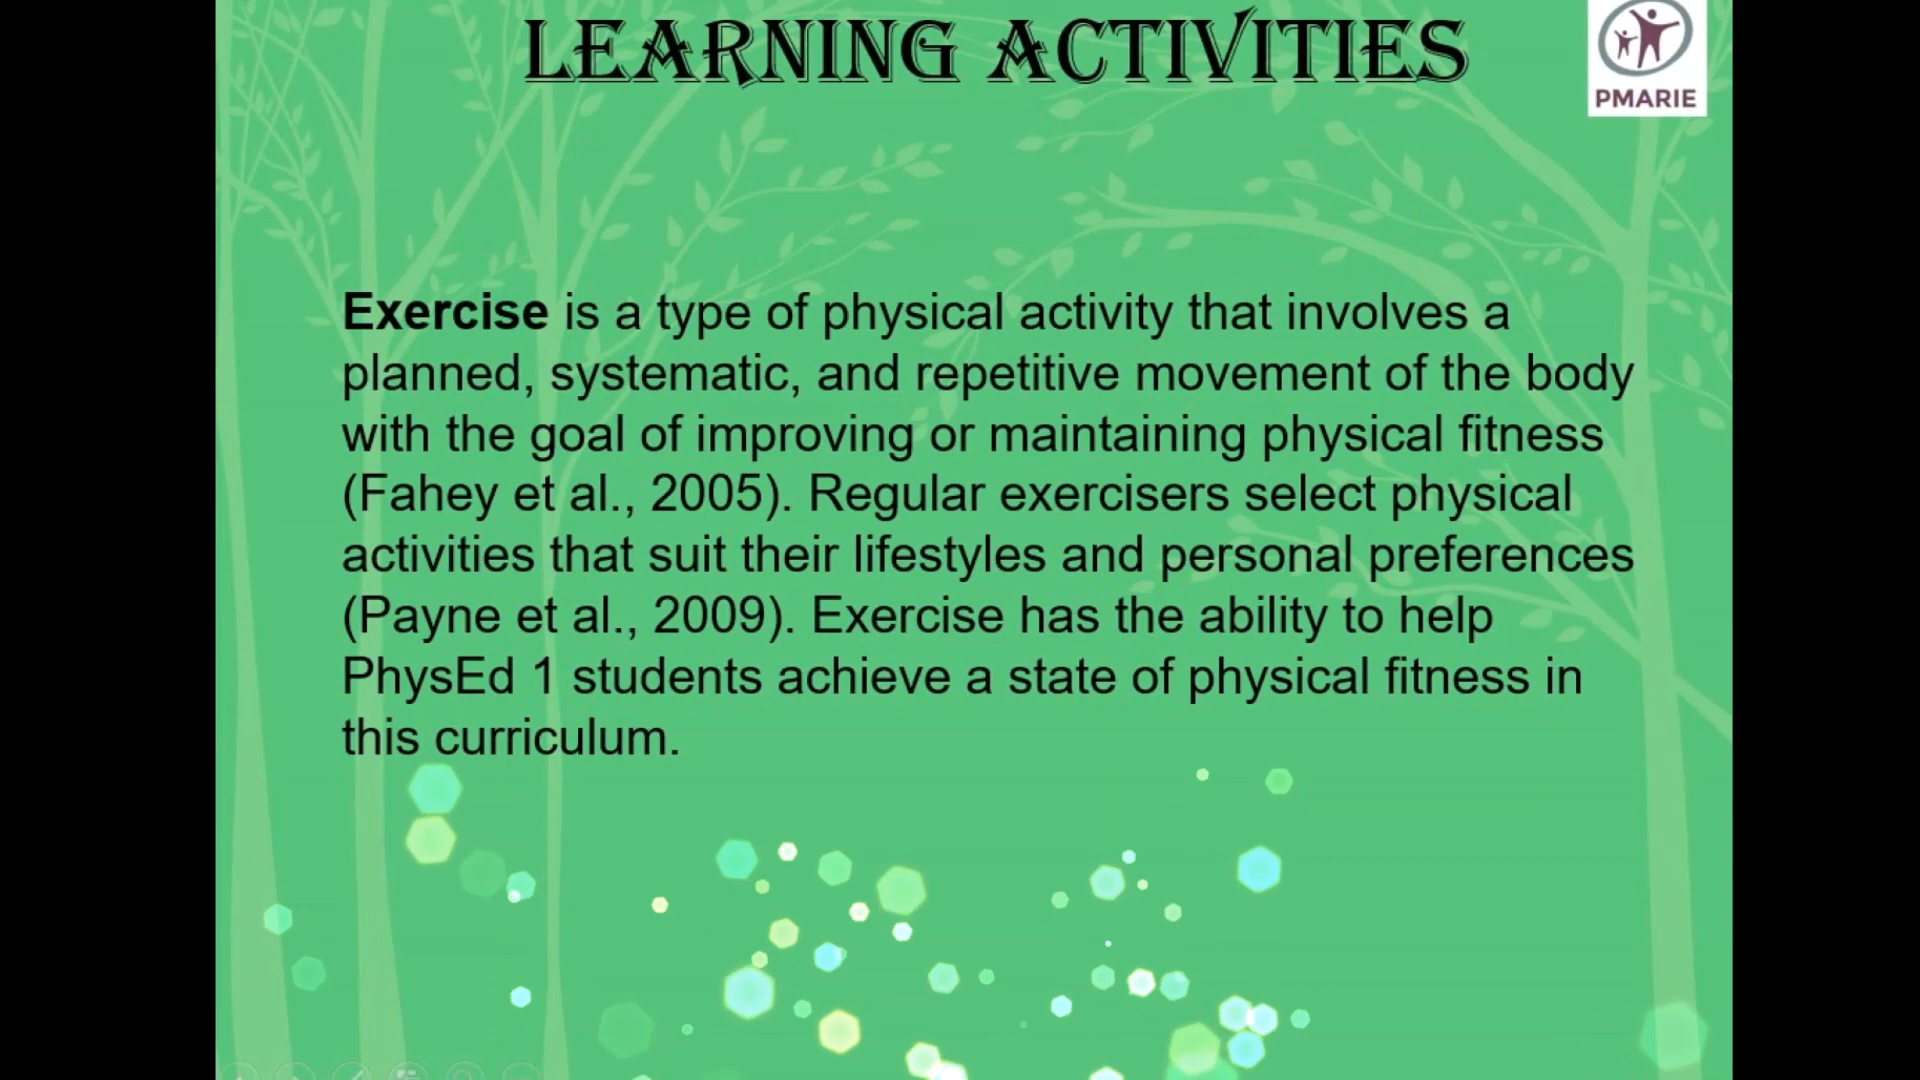 LEARNING ACTIVITIES
PMARIE
Exercise is a type of physical activity that involves a
planned, systematic, and repetitive movement of the body
with the goal of improving or maintaining physical fitness
(Fahey et al., 2005). Regular exercisers select physical
activities that suit their lifestyles and personal preferences
(Payne et al., 2009). Exercise has the ability to help
PhysEd 1 students achieve a state of physical fitness in
this curriculum.